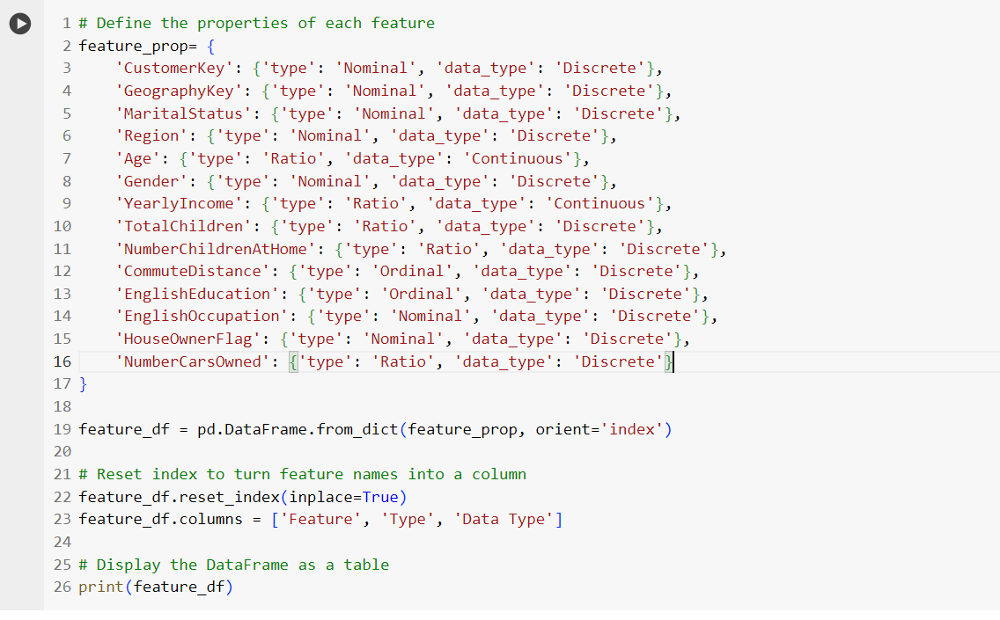 1 # Define the properties of each feature
2 feature_prop= {
3     'CustomerKey': {'type': 'Nominal', 'data_type': 'Discrete'},
4     'GeographyKey': {'type': 'Nominal', 'data_type': 'Discrete'},
5     'MaritalStatus': {'type': 'Nominal', 'data_type': 'Discrete'},
6     'Region': {'type': 'Nominal', 'data_type': 'Discrete'},
7     'Age': {'type': 'Ratio', 'data_type': 'Continuous'},
8     'Gender': {'type': 'Nominal', 'data_type': 'Discrete'},
9     'YearlyIncome': {'type': 'Ratio', 'data_type': 'Continuous'},
10     'TotalChildren': {'type': 'Ratio', 'data_type': 'Discrete'},
11     'NumberChildrenAtHome': {'type': 'Ratio', 'data_type': 'Discrete'},
12     'CommuteDistance': {'type': 'Ordinal', 'data_type': 'Discrete'},
13     'EnglishEducation': {'type': 'Ordinal', 'data_type': 'Discrete'},
14     'EnglishOccupation': {'type': 'Nominal', 'data_type': 'Discrete'},
15     'HouseOwnerFlag': {'type': 'Nominal', 'data_type': 'Discrete'},
16     'NumberCarsOwned': {'type': 'Ratio', 'data_type': 'Discrete'}
17 }
18
19 feature_df = pd.DataFrame.from_dict(feature_prop, orient='index')
20
21 # Reset index to turn feature names into a column
22 feature_df.reset_index(inplace=True)
23 feature_df.columns = ['Feature', 'Type', 'Data Type']
24
25 # Display the DataFrame as a table
26 print(feature_df)